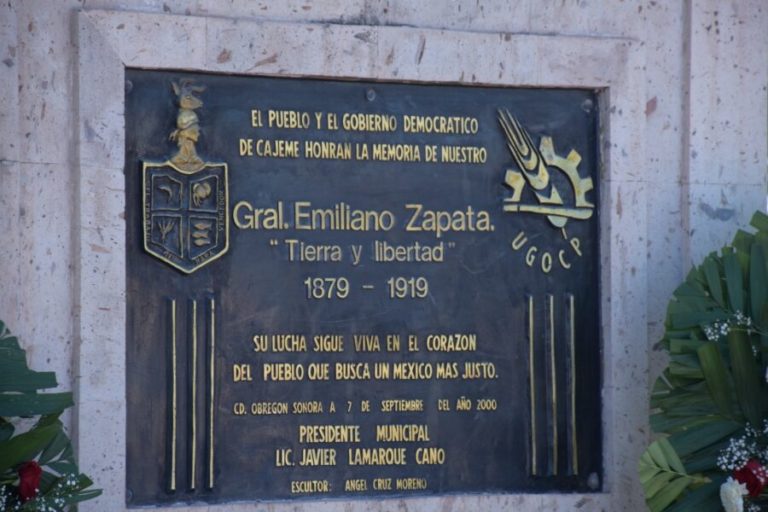 EL PUEBLO Y EL GOBIERNO DEMOCRATICO
DE CAJEME HONRAN LA MEMORIA DE NUESTRO
Gral. Emiliano Zapata.
"Tierra y libertad"
1879 - 1919
UGOCP
SU LUCHA SIGUE VIVA EN EL CORAZON
DEL PUEBLO QUE BUSCA UN MEXICO MAS JUSTO.
CD. OBREGON SONORA A 7 DE SEPTIEMBRE DEL AÑO 2000
PRESIDENTE MUNICIPAL
LIC. JAVIER LAMARQUE CANO
ESCULTOR: ANGEL CRUZ MORENO